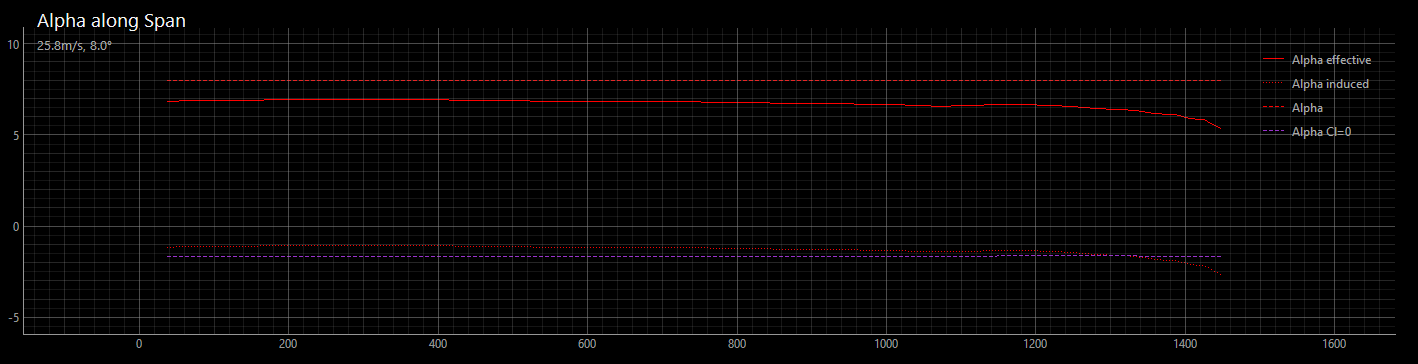 Alpha along Span
25.8m/s, 8.0°
10
5
0
-5
Alpha effective
Alpha induced
Alpha
Alpha Cl=0
0 200 400 600 800 1000 1200 1400 1600